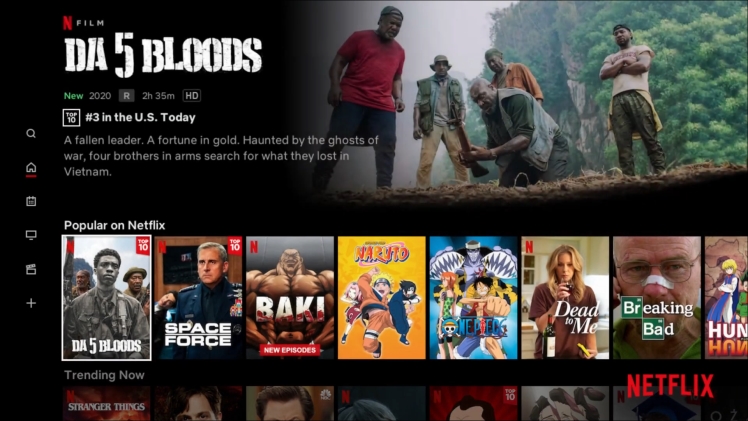 N FILM
DA 5 BLOODS
New 2020 R 2h 35m HD
TOP
10
#3 in the U.S. Today
A fallen leader. A fortune in gold. Haunted by the ghosts of
war, four brothers in arms search for what they lost in
Vietnam.
Popular on Netflix
N
TOP
10
DA 5 BLOODS
N
TOP
10
SPACE
FORCE
N
BAKI
NEW EPISODES
NARUTO
ONE PIECE
N
Dead
to Me
Breaking
Bad
HUN
Trending Now
N
STRANGER THINGS
N
NBC
N
N
TOP
10
N
NETFLIX